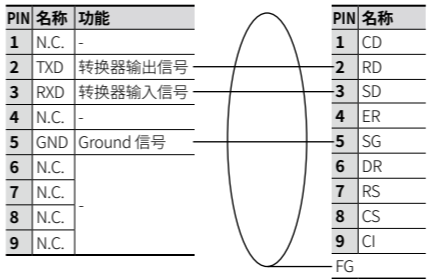 PIN 名称 功能
1 N.C. -
2 TXD 转换器输出信号
3 RXD 转换器输入信号
4 N.C. -
5 GND Ground 信号
6 N.C.
7 N.C.
-
8 N.C.
9 N.C.
PIN 名称
1 CD
2 RD
3 SD
4 ER
5 SG
6 DR
7 RS
8 CS
9 CI
FG